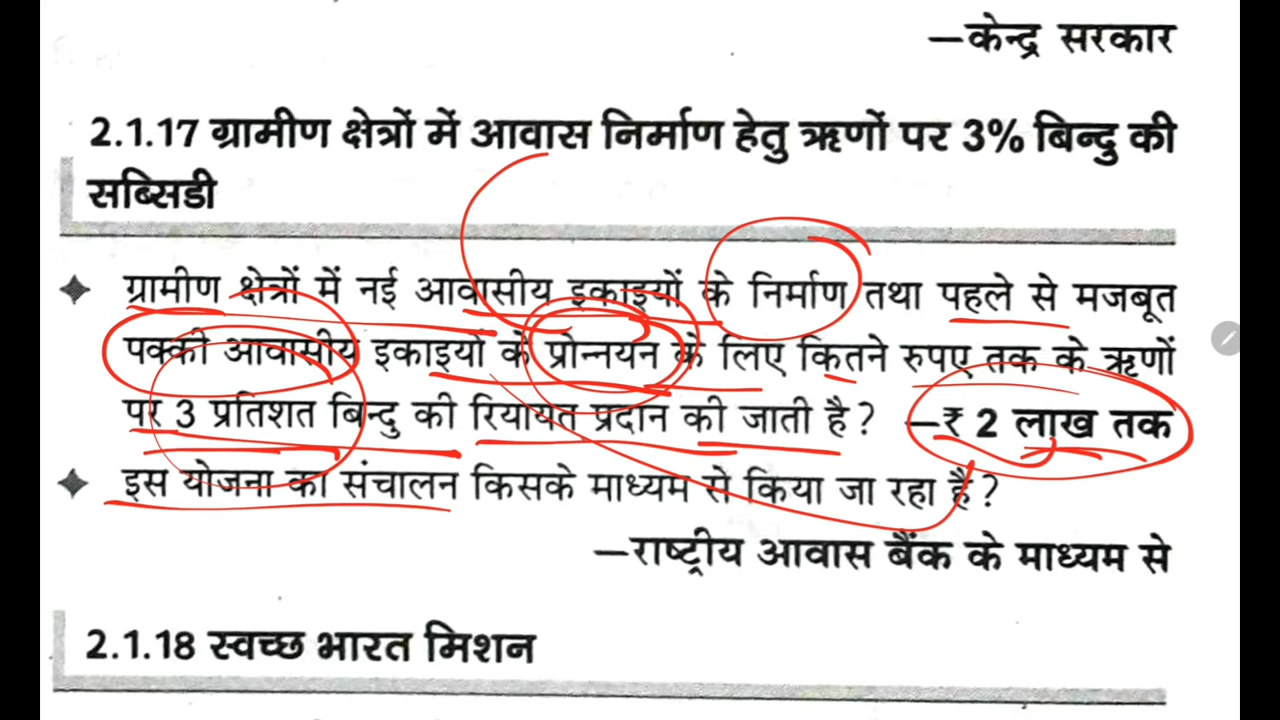 —केन्द्र सरकार
2.1.17 ग्रामीण क्षेत्रों में आवास निर्माण हेतु ऋणों पर 3% बिन्दु की
सब्सिडी
ग्रामीण क्षेत्रों में नई आवासीय इकाइयों के निर्माण तथा पहले से मजबूत
पक्की आवासीय इकाइयों के प्रोन्नयन के लिए कितने रुपए तक के ऋणों
पर 3 प्रतिशत बिन्दु की रियायत प्रदान की जाती है? —₹ 2 लाख तक
इस योजना का संचालन किसके माध्यम से किया जा रहा है?
—राष्ट्रीय आवास बैंक के माध्यम से
2.1.18 स्वच्छ भारत मिशन